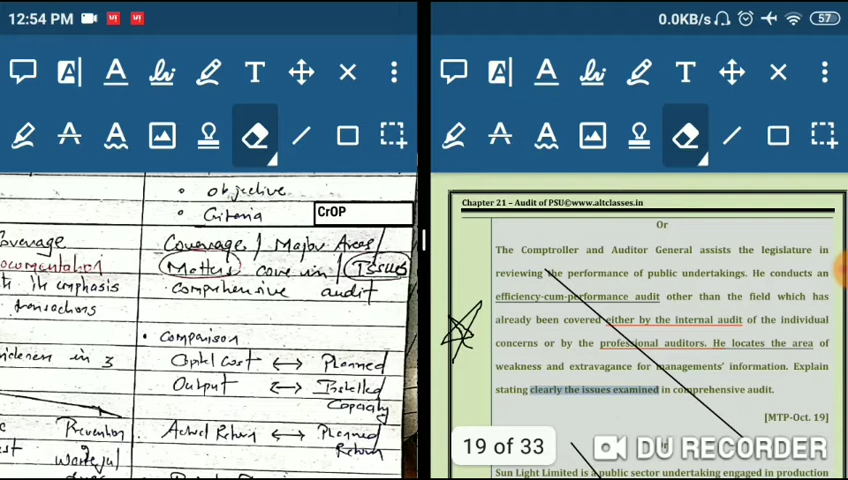 12:54 PM
0.0KB/s
57
• objective
• Criteria
CrOP
Coverage
Coverage / Major Areas /
Matters cover in / Issues
its emphasis
comprehensive audit
transactions
• Comparison
in 3
Capital Cost ↔ Planned
Output ↔ Installed
Capacity
Prevention
• Actual Return ↔ Planned
Return
Chapter 21 – Audit of PSU©www.altclasses.in
Or
The Comptroller and Auditor General assists the legislature in
reviewing the performance of public undertakings. He conducts an
efficiency-cum-performance audit other than the field which has
already been covered either by the internal audit of the individual
concerns or by the professional auditors. He locates the area of
weakness and extravagance for managements' information. Explain
stating clearly the issues examined in comprehensive audit.
[MTP-Oct. 19]
19 of 33
DU RECORDER
Sun Light Limited is a public sector undertaking engaged in production